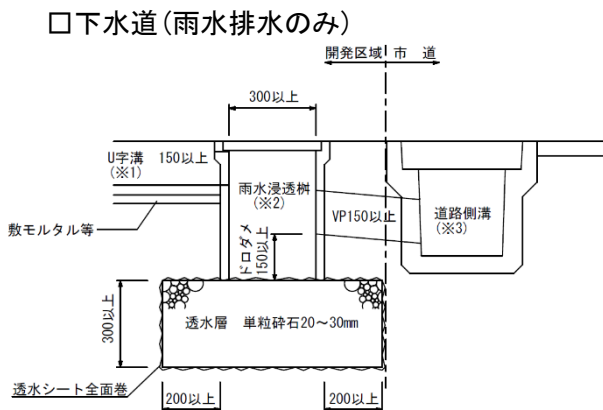 □下水道(雨水排水のみ)
開発区域 市 道
300以上
U字溝 150以上
(※1)
雨水浸透桝
(※2)
VP150以上
道路側溝
(※3)
敷モルタル等
ドロダメ
150以上
300以上
透水層 単粒砕石20～30mm
透水シート全面巻
200以上
200以上